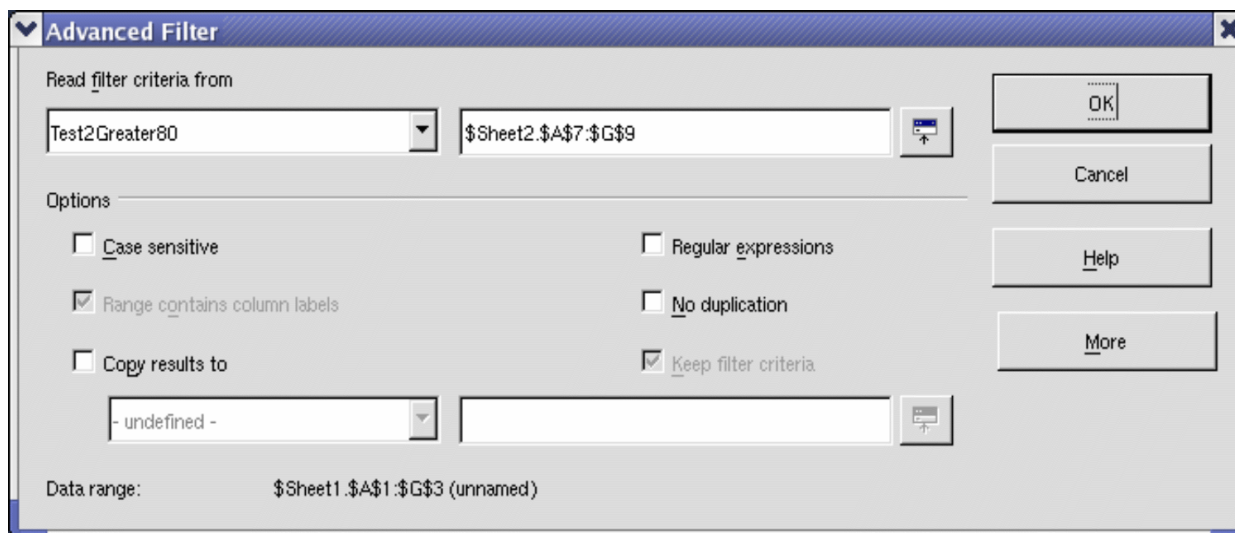 Advanced Filter
Read filter criteria from
OK
Test2Greater80 $Sheet2.$A$7:$G$9
Cancel
Options
Case sensitive Regular expressions
Help
Range contains column labels No duplication
More
Copy results to Keep filter criteria
- undefined -
Data range: $Sheet1.$A$1:$G$3 (unnamed)